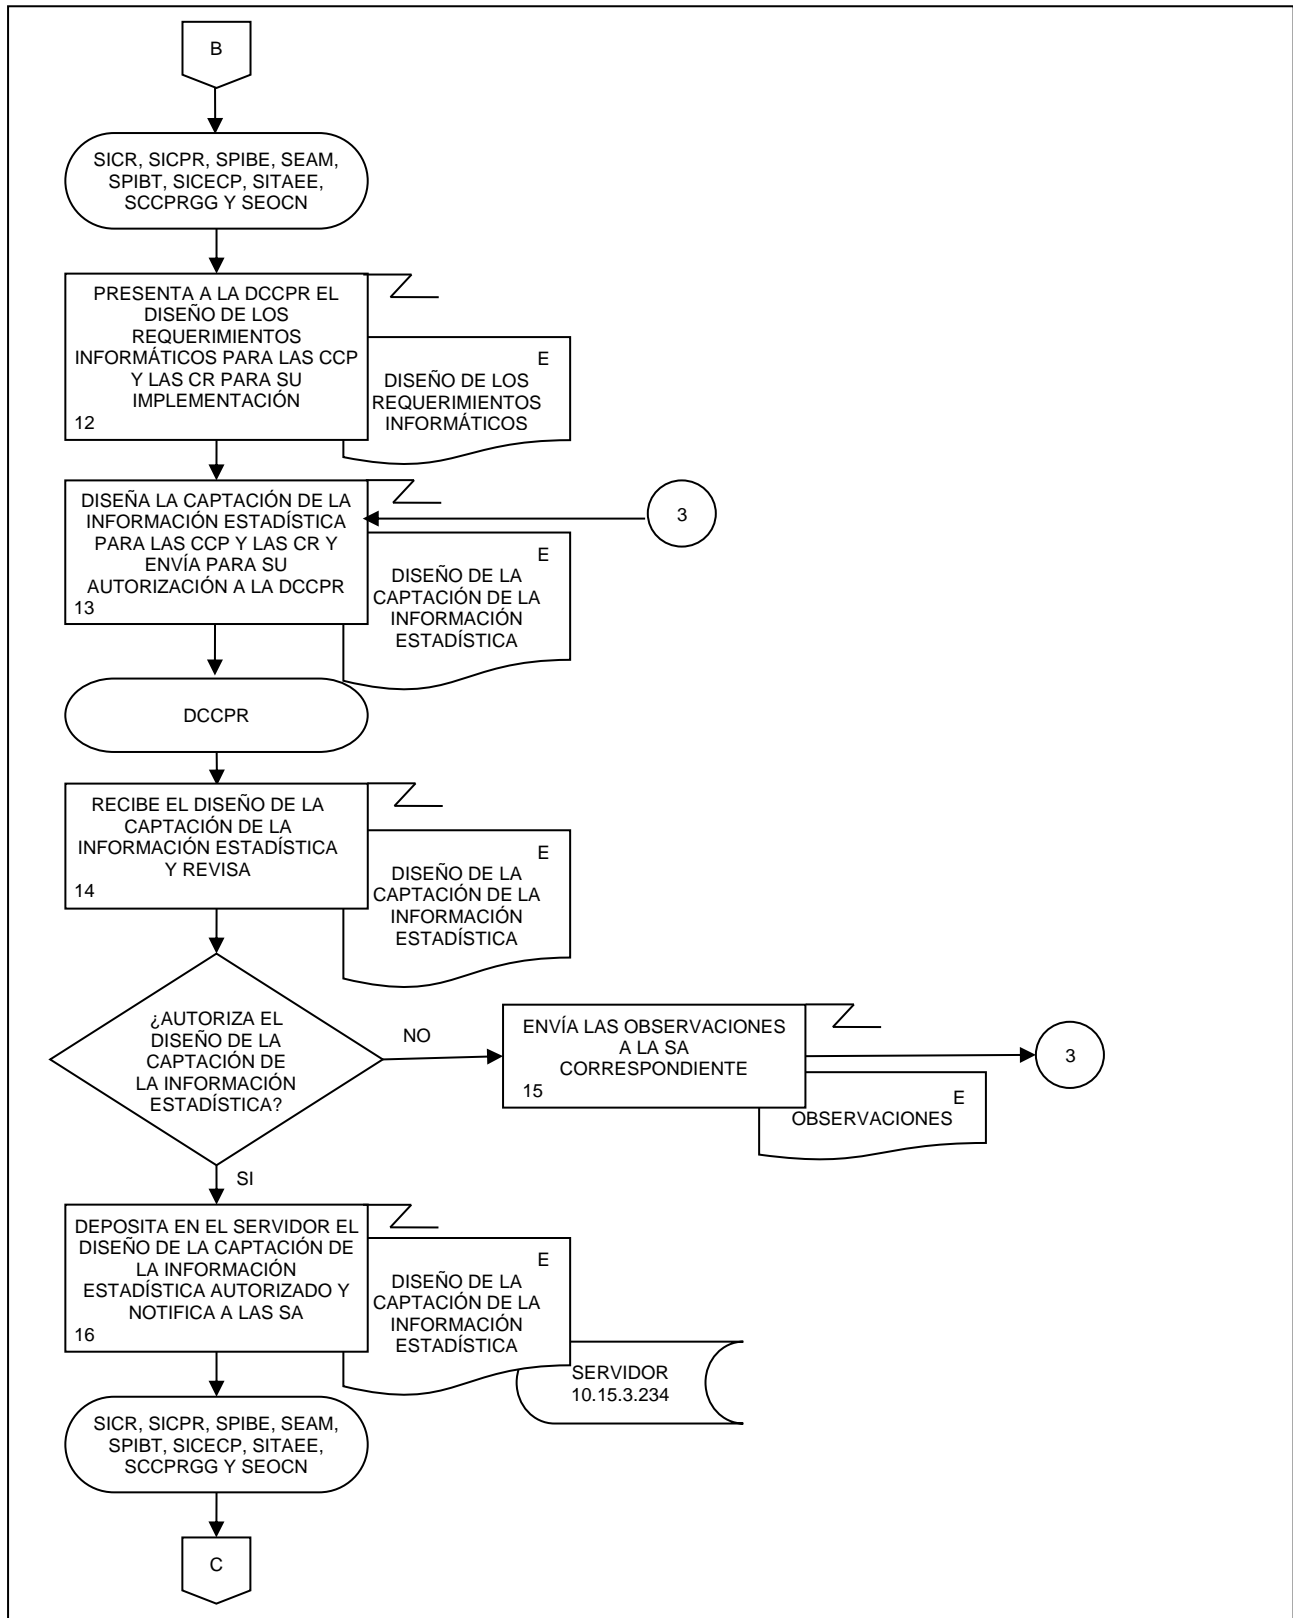 B
SICR, SICPR, SPIBE, SEAM,
SPIBT, SICECP, SITAEE,
SCCPRGG Y SEOCN
PRESENTA A LA DCCPR EL
DISEÑO DE LOS
REQUERIMIENTOS
INFORMÁTICOS PARA LAS CCP
Y LAS CR PARA SU
IMPLEMENTACIÓN
12
E
DISEÑO DE LOS
REQUERIMIENTOS
INFORMÁTICOS
DISEÑA LA CAPTACIÓN DE LA
INFORMACIÓN ESTADÍSTICA
PARA LAS CCP Y LAS CR Y
ENVÍA PARA SU
AUTORIZACIÓN A LA DCCPR
13
3
E
DISEÑO DE LA
CAPTACIÓN DE LA
INFORMACIÓN
ESTADÍSTICA
DCCPR
RECIBE EL DISEÑO DE LA
CAPTACIÓN DE LA
INFORMACIÓN ESTADÍSTICA
Y REVISA
14
E
DISEÑO DE LA
CAPTACIÓN DE LA
INFORMACIÓN
ESTADÍSTICA
¿AUTORIZA EL
DISEÑO DE LA
CAPTACIÓN DE
LA INFORMACIÓN
ESTADÍSTICA?
NO
ENVÍA LAS OBSERVACIONES
A LA SA
CORRESPONDIENTE
15
E
OBSERVACIONES
3
SI
DEPOSITA EN EL SERVIDOR EL
DISEÑO DE LA CAPTACIÓN DE
LA INFORMACIÓN
ESTADÍSTICA AUTORIZADO Y
NOTIFICA A LAS SA
16
E
DISEÑO DE LA
CAPTACIÓN DE LA
INFORMACIÓN
ESTADÍSTICA
SERVIDOR
10.15.3.234
SICR, SICPR, SPIBE, SEAM,
SPIBT, SICECP, SITAEE,
SCCPRGG Y SEOCN
C